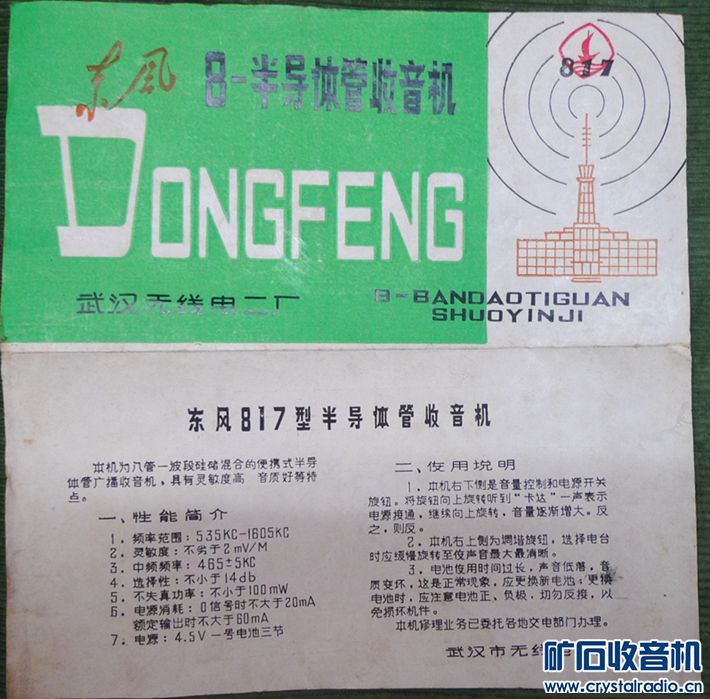 东风
8-半导体管收音机
817
DONGFENG
武汉无线电二厂
8-BANDAOTIGUAN
SHUOYINJI
东风817型半导体管收音机
本机为八管一波段硅储混合的便携式半导
体管广播收音机，具有灵敏度高 音质好等特
点。
一、性能简介
1．频率范围：535KC-1605KC
2．灵敏度：不劣于2mV/M
3．中频频率：465±5KC
4．选择性：不小于14db
5．不失真功率：不小于100mW
6．电源消耗：0信号时不大于20mA
额定输出时不大于60mA
7．电源：4.5V 一号电池三节
二、使用说明
1．本机右下侧是音量控制和电源开关
旋钮。将旋钮向上旋转听到“卡达”一声表示
电源接通，继续向上旋转，音量逐渐增大。反
之，则反。
2．本机右上侧为调谐旋钮，选择电台
时应缓慢旋转至使声音最大最清晰。
3．电池使用时间过长，声音低落，音
质变坏，这是正常现象，应更换新电池；更换
电池时，应注意电池正、负极，切勿反接，以
免损坏机件。
本机修理业务已委托各地交电部门办理。
武汉市无线
矿石收音机
www.crystalradio.cn